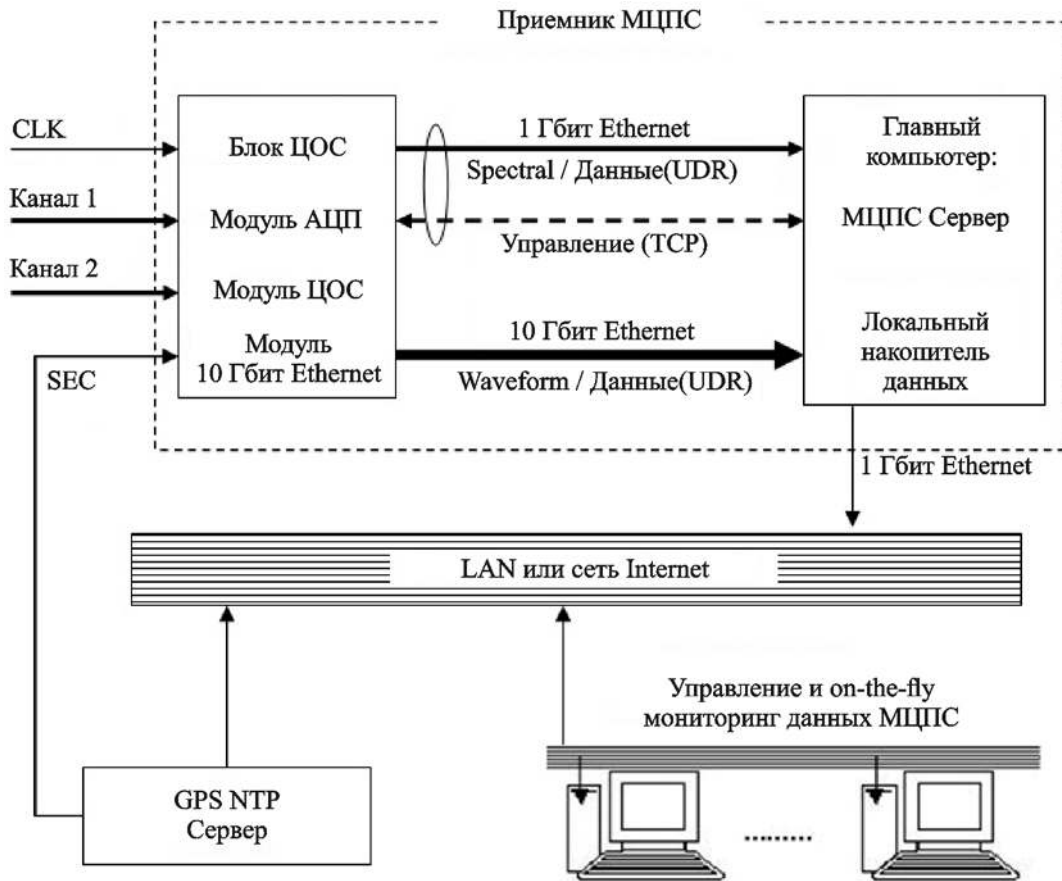 Приемник МЦПС
CLK
Канал 1
Канал 2
SEC
Блок ЦОС
Модуль АЦП
Модуль ЦОС
Модуль
10 Гбит Ethernet
1 Гбит Ethernet
Spectral / Данные(UDR)
Управление (TCP)
10 Гбит Ethernet
Waveform / Данные(UDR)
Главный
компьютер:
МЦПС Сервер
Локальный
накопитель
данных
1 Гбит Ethernet
LAN или сеть Internet
Управление и on-the-fly
мониторинг данных МЦПС
GPS NTP
Сервер